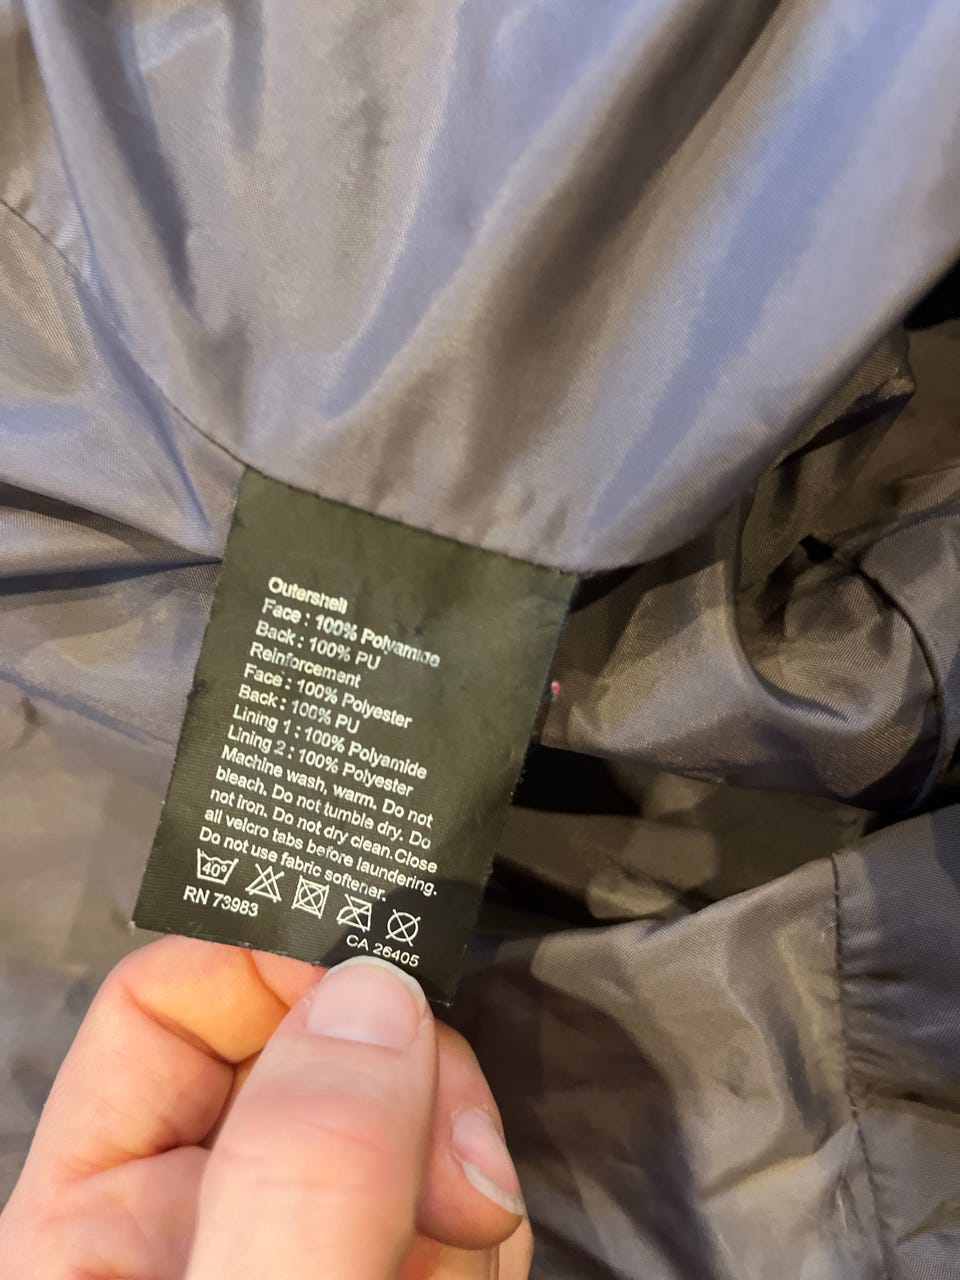 Outershell
Face : 100% Polyamide
Back : 100% PU
Reinforcement
Face : 100% Polyester
Back : 100% PU
Lining 1 : 100% Polyamide
Lining 2 : 100% Polyester
Machine wash, warm. Do not
bleach. Do not tumble dry. Do
not iron. Do not dry clean.Close
all velcro tabs before laundering.
Do not use fabric softener.
40°
RN 73983
CA 26405